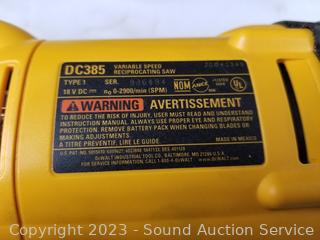 DC385 VARIABLE SPEED
RECIPROCATING SAW
TYPE 1 SER.
18 V DC n0 0-2900/min (SPM)
NOM
UL
WARNING AVERTISSEMENT
TO REDUCE THE RISK OF INJURY, USER MUST READ AND UNDERSTAND
INSTRUCTION MANUAL. ALWAYS USE PROPER EYE AND RESPIRATORY
PROTECTION. REMOVE BATTERY PACK WHEN CHANGING BLADES OR
MAKING ADJUSTMENTS.
A TITRE PREVENTIF, LIRE LE GUIDE. MADE IN MEXICO
DEWALT INDUSTRIAL TOOL CO., BALTIMORE, MD 21286 U S A
FOR SERVICE INFORMATION, CALL 1-800-4-DEWALT
Copyright 2023 - Sound Auction Service